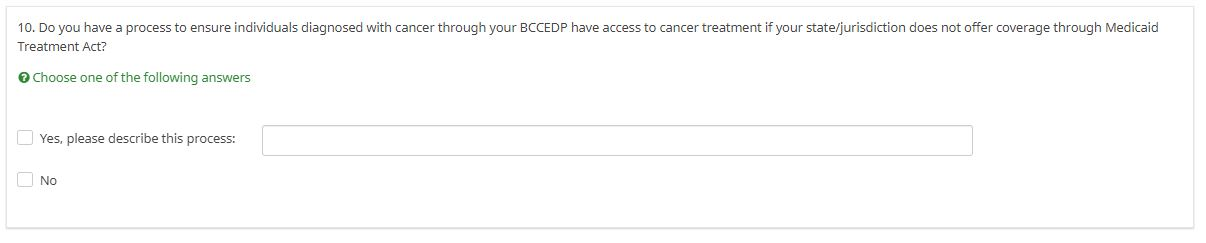 10. Do you have a process to ensure individuals diagnosed with cancer through your BCCEDP have access to cancer treatment if your state/jurisdiction does not offer coverage through Medicaid
Treatment Act?
Choose one of the following answers
Yes, please describe this process:
No